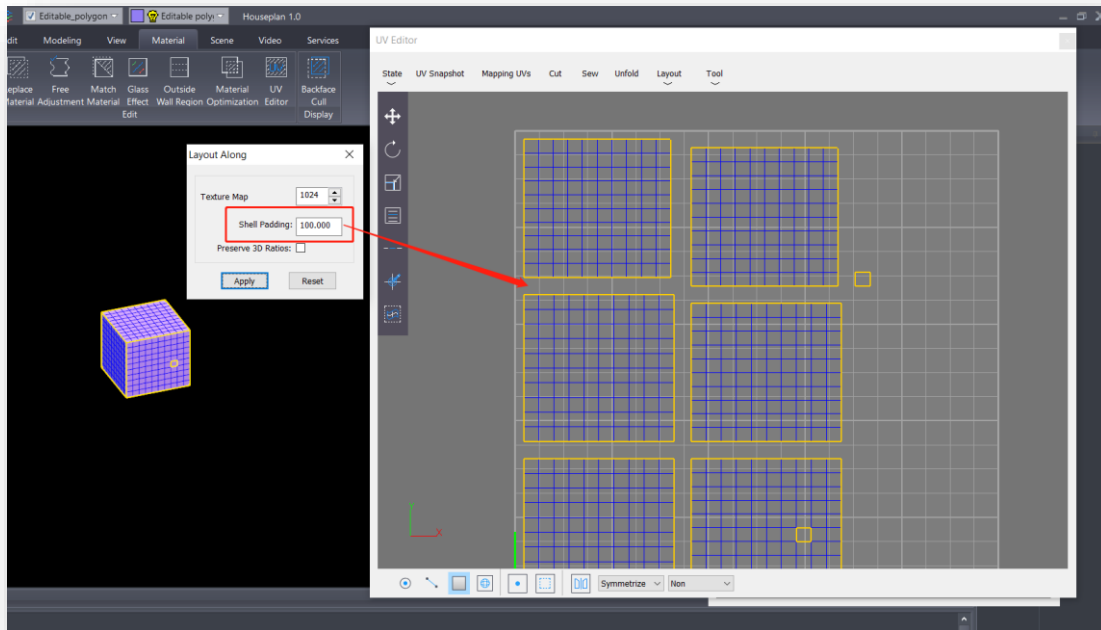 Editable_polygon
Editable poly
Houseplan 1.0
dit Modeling View Material Scene Video Services
eplace Free Match Glass Outside Material UV Backface
Material Adjustment Material Effect Wall Region Optimization Editor Cull
Edit Display
UV Editor
State UV Snapshot Mapping UVs Cut Sew Unfold Layout Tool
Layout Along
Texture Map 1024
Shell Padding: 100.000
Preserve 3D Ratios:
Apply Reset
Y
X
Symmetrize Non